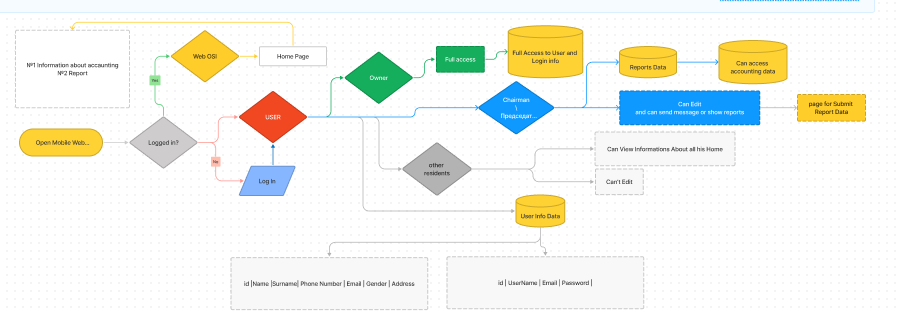 №1 Information about accaunting
№2 Report
Web OSI
Home Page
Yes
Open Mobile Web...
Logged in?
No
USER
Log In
Owner
Full access
Full Access to User and
Login info
Chairman
\
Председат...
Reports Data
Can access
accounting data
Can Edit
and can send message or show reports
page for Submit
Report Data
other
residents
Can View Informations About all his Home
Can't Edit
User Info Data
id |Name |Surname| Phone Number | Email | Gender | Address
id | UserName | Email | Password |